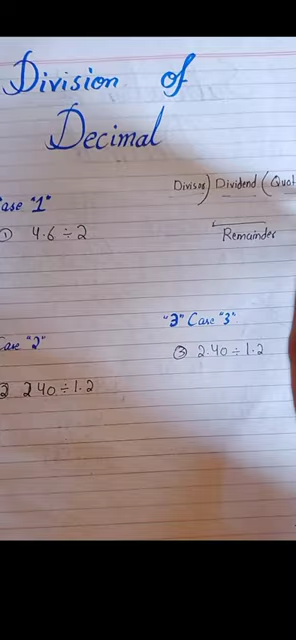 Division of
Decimal
Divisor) Dividend (Quot
Remainder
ase "1"
① 4.6 ÷ 2
"3" Case "3"
③ 2.40 ÷ 1.2
ase "2"
2 240 ÷ 1.2